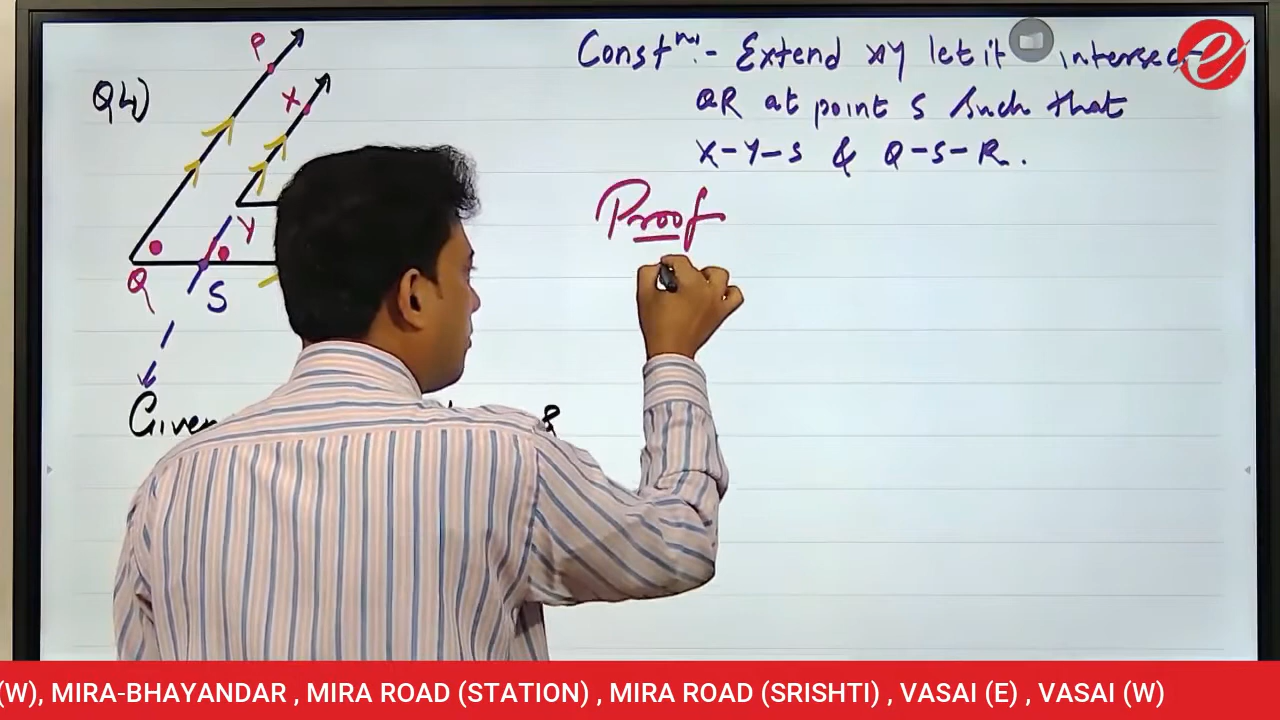 Q4)
P
X
Y
Q
S
Given
&
Constⁿ:- Extend XY let it intersec
QR at point S such that
X-Y-S & Q-S-R.
Proof
e
(W), MIRA-BHAYANDAR , MIRA ROAD (STATION) , MIRA ROAD (SRISHTI) , VASAI (E) , VASAI (W)